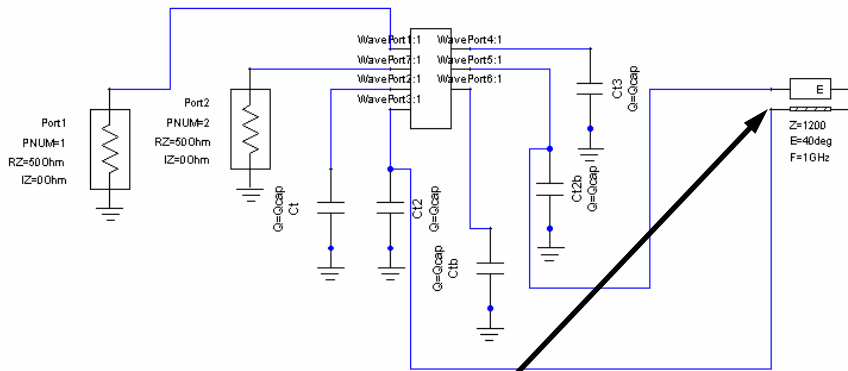 WavePort1:1 WavePort4:1
WavePort7:1 WavePort5:1
WavePort2:1 WavePort6:1
WavePort3:1
Port1
PNUM=1
RZ=50Ohm
IZ=0Ohm
Port2
PNUM=2
RZ=50Ohm
IZ=0Ohm
Q=Qcap
Ct
Ct2
Q=Qcap
Q=Qcap
Ctb
Ct2b
Q=Qcap
Ct3
Q=Qcap
E
Z=1200
E=40deg
F=1GHz